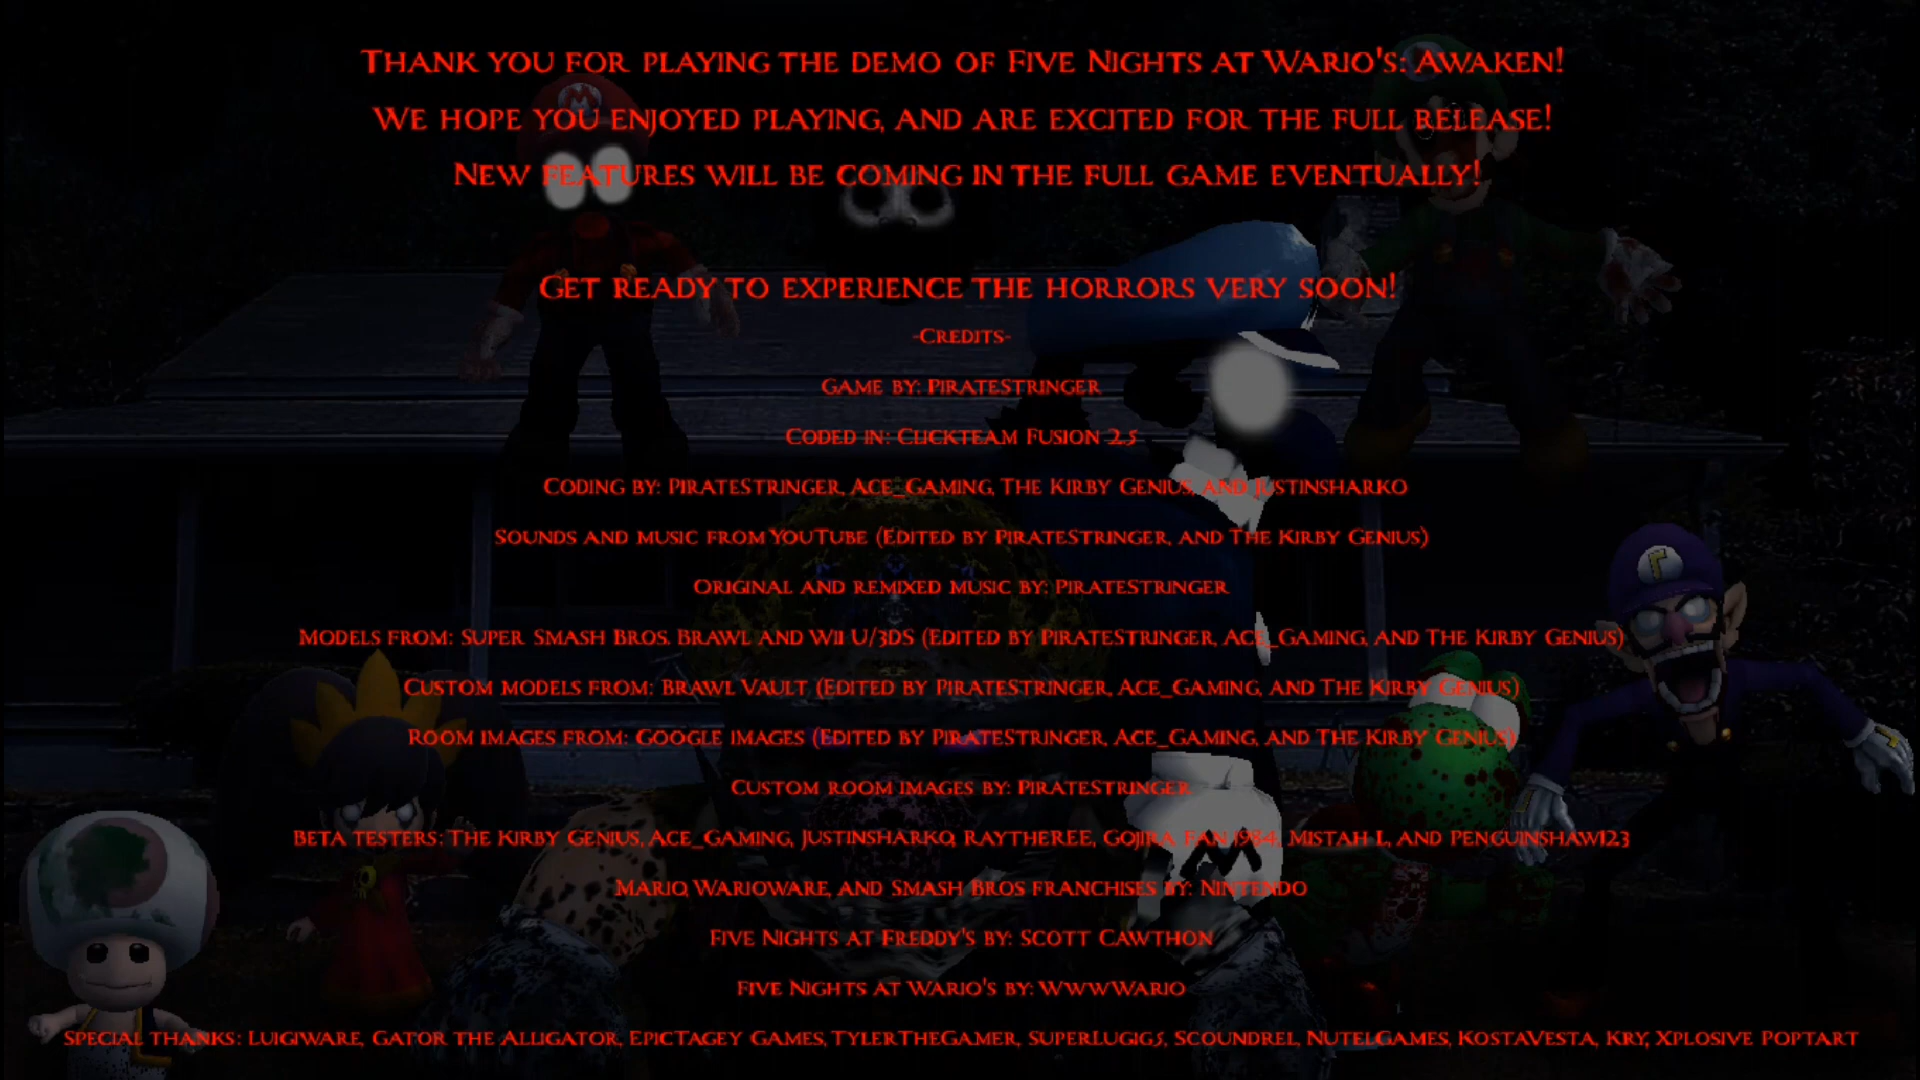 Thank you for playing the demo of Five Nights at Wario's: Awaken!
We hope you enjoyed playing, and are excited for the full release!
New features will be coming in the full game eventually!
Get ready to experience the horrors very soon!
-Credits-
Game by: PirateStringer
Coded in: Clickteam Fusion 2.5
Coding by: PirateStringer, Ace_Gaming, The Kirby Genius, and justinsharko
Sounds and music from YouTube (Edited by PirateStringer, and The Kirby Genius)
Original and remixed music by: PirateStringer
Models from: Super Smash Bros. Brawl and Wii U/3DS (Edited by PirateStringer, Ace_Gaming, and The Kirby Genius)
Custom models from: Brawl Vault (Edited by PirateStringer, Ace_Gaming, and The Kirby Genius)
Room images from: Google images (Edited by PirateStringer, Ace_Gaming, and The Kirby Genius)
Custom room images by: PirateStringer
Beta testers: The Kirby Genius, Ace_Gaming, justinsharko, RaytheREE, Gojira Fan 1984, Mistah L, and Penguinshaw123
Mario, Warioware, and Smash Bros franchises by: Nintendo
Five Nights at Freddy's by: Scott Cawthon
Five Nights at Wario's by: WwwWario
Special thanks: Luigiware, Gator the Alligator, EpicTagey Games, TylerTheGamer, SuperLugig5, Scoundrel, NutelGames, KostaVesta, Kry, Xplosive Poptart